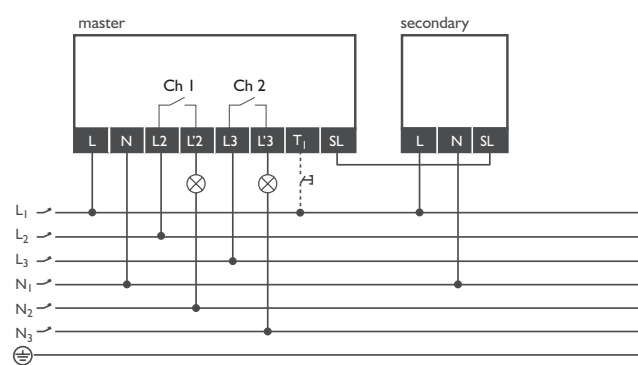 master secondary
Ch 1 Ch 2
L N L2 L'2 L3 L'3 T₁ SL L N SL
L₁
L₂
L₃
N₁
N₂
N₃